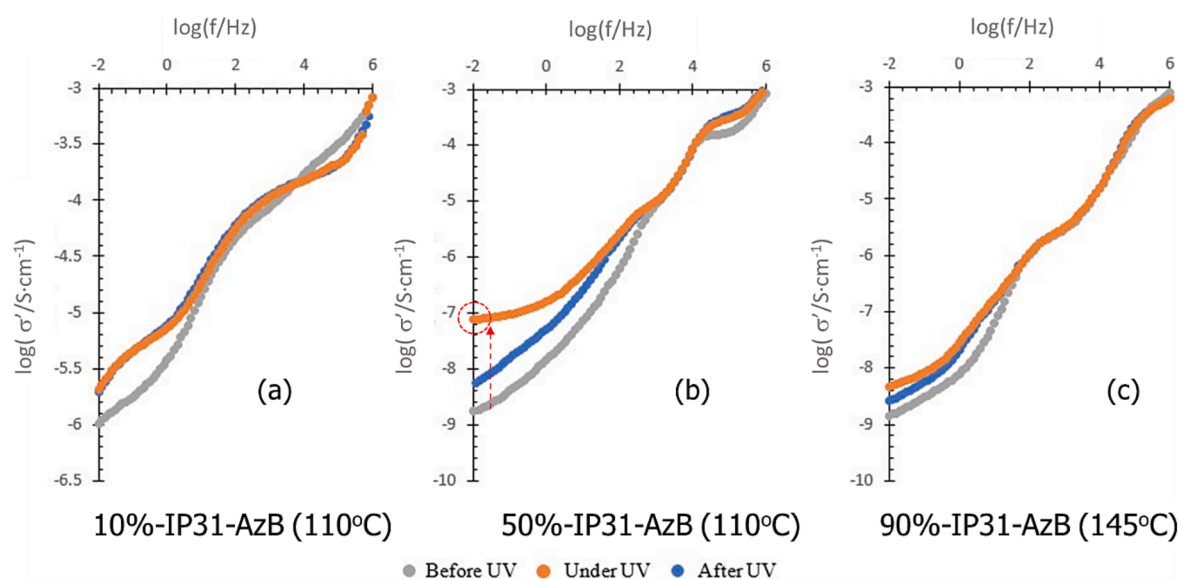 log(f/Hz)
log(f/Hz)
log(f/Hz)
-2 0 2 4 6
-2 0 2 4 6
-2 0 2 4 6
-3
-3.5
-4
-4.5
-5
-5.5
-6
-6.5
log( σ'/S·cm⁻¹)
(a)
-3
-4
-5
-6
-7
-8
-9
-10
log( σ'/S·cm⁻¹)
(b)
-3
-4
-5
-6
-7
-8
-9
-10
log( σ'/S·cm⁻¹)
(c)
10%-IP31-AzB (110ºC)
50%-IP31-AzB (110ºC)
90%-IP31-AzB (145ºC)
Before UV Under UV After UV